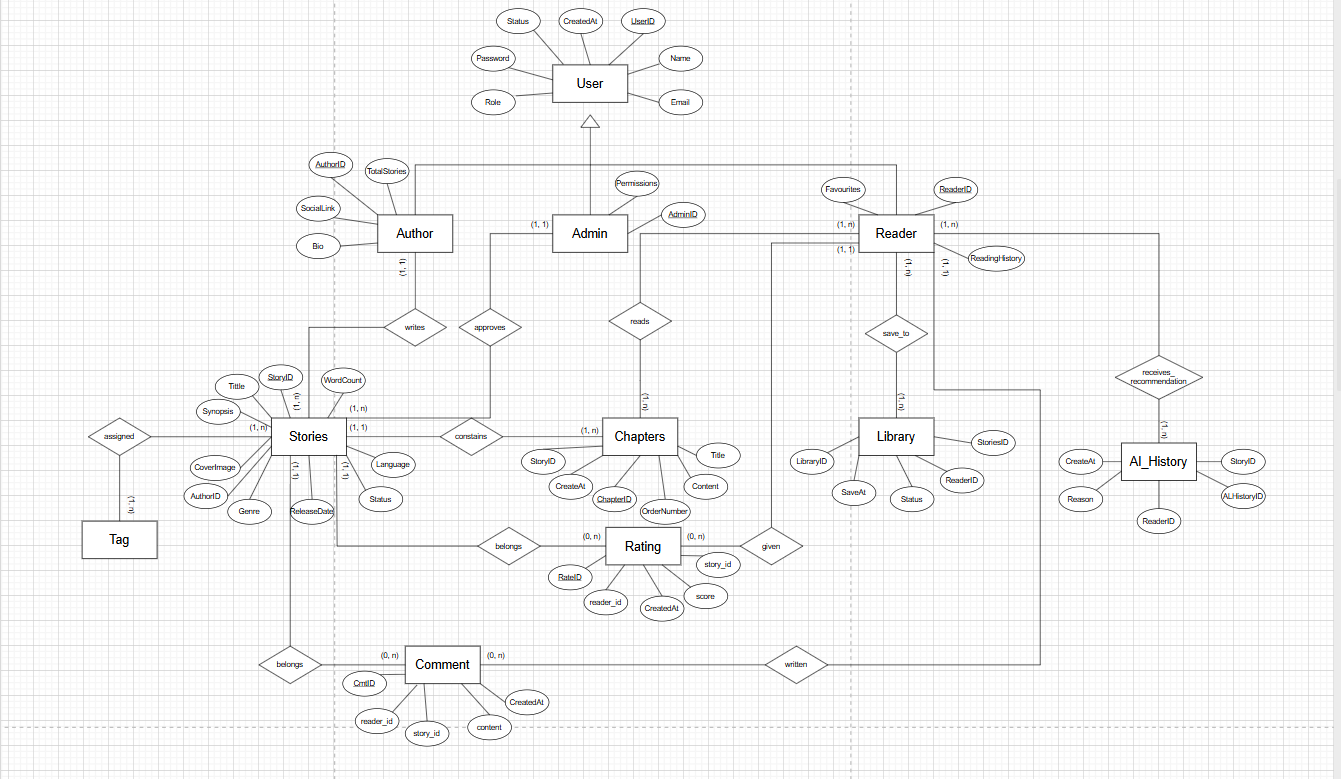 Status
CreatedAt
UserID
Password
Name
User
Role
Email
AuthorID
TotalStories
Permissions
Favourites
ReaderID
SocialLink
AdminID
(1, 1)
(1, n)
(1, n)
Author
Admin
Reader
Bio
(1, 1)
ReadingHistory
(1, 1)
(1, n)
(1, 1)
writes
approves
reads
save_to
receives_
recommendation
Tittle
StoryID
WordCount
Synopsis
(1, n)
(1, n)
(1, n)
(1, n)
(1, n)
(1, 1)
(1, n)
(1, n)
assigned
Stories
constains
Chapters
Library
StoriesID
Title
CoverImage
Language
StoryID
LibraryID
CreateAt
AI_History
StoryID
AuthorID
(1, 1)
(1, 1)
Status
CreateAt
ChapterID
Content
SaveAt
Status
ReaderID
Reason
ALHistoryID
(1, n)
Genre
ReleaseDate
OrderNumber
ReaderID
Tag
(0, n)
(0, n)
belongs
Rating
given
story_id
RateID
reader_id
CreatedAt
score
(0, n)
(0, n)
belongs
Comment
written
CmtID
CreatedAt
reader_id
story_id
content